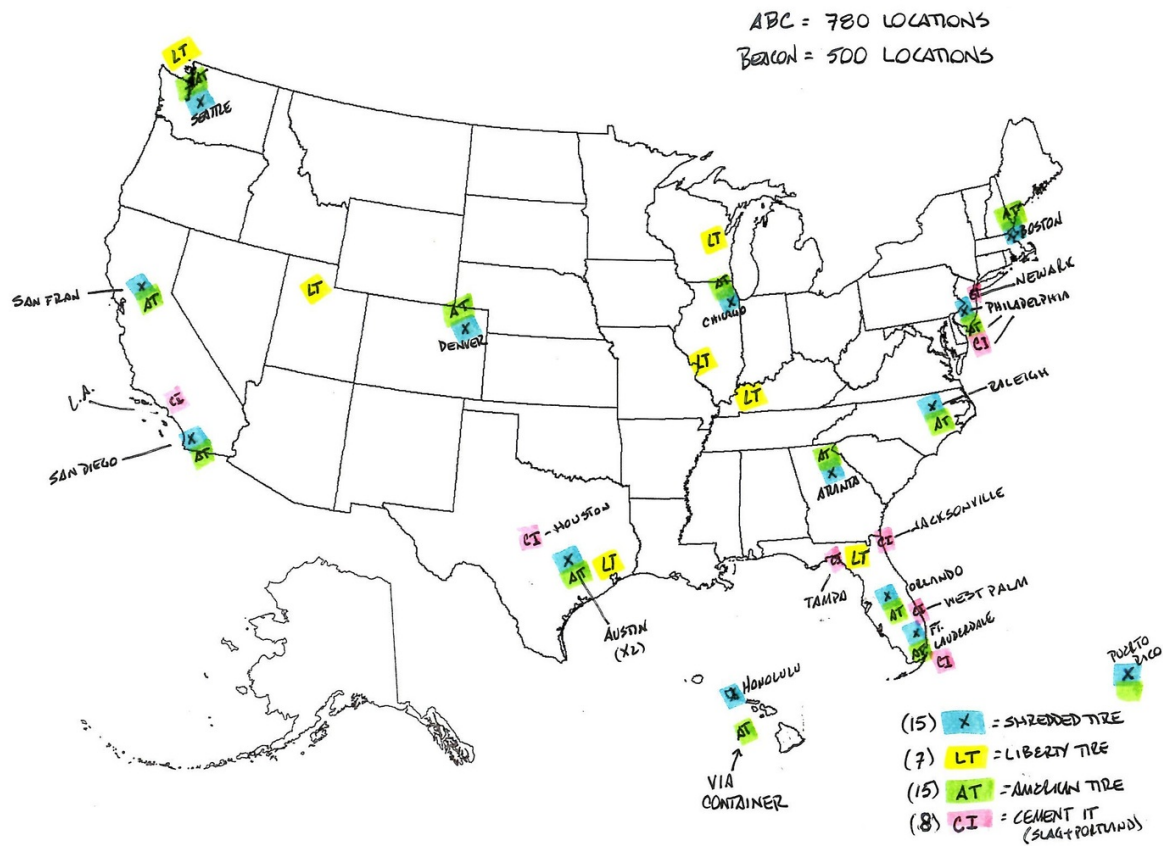 ABC = 780 LOCATIONS
BEACON = 500 LOCATIONS
LT
AT
X
SEATTLE
SAN FRAN
X
AT
LT
AT
X
DENVER
L.A.
CI
SAN DIEGO
X
AT
LT
AT
X
CHICAGO
LT
LT
AT
X
BOSTON
NEWARK
X
PHILADELPHIA
AT
CI
RALEIGH
X
AT
AT
X
ATLANTA
CI - HOUSTON
X
AT
LT
AUSTIN
(X2)
JACKSONVILLE
CI
CI
LT
TAMPA
X
ORLANDO
AT
CI
WEST PALM
X
FT.
LAUDERDALE
AT
CI
HONOLULU
AT
VIA
CONTAINER
PUERTO
RICO
X
(15) X = SHREDDED TIRE
(7) LT = LIBERTY TIRE
(15) AT = AMERICAN TIRE
(8) CI = CEMENT IT
(SLAG+PORTLAND)